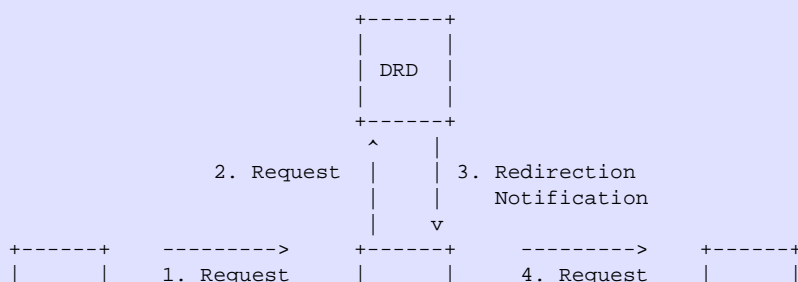 DRD
2. Request 3. Redirection
Notification
1. Request 4. Request